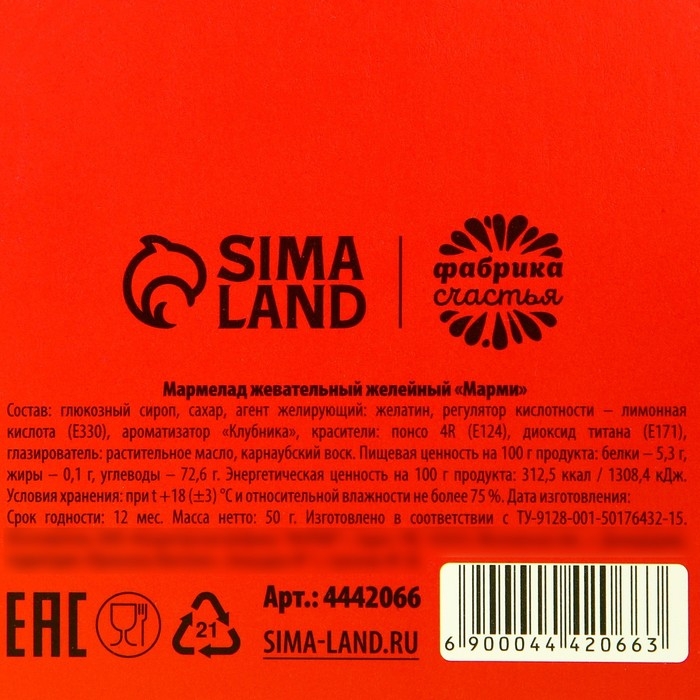 SIMA
LAND
фабрика
счастья
Мармелад жевательный желейный «Марми»
Состав: глюкозный сироп, сахар, агент желирующий: желатин, регулятор кислотности – лимонная
кислота (Е330), ароматизатор «Клубника», красители: понсо 4R (Е124), диоксид титана (Е171),
глазирователь: растительное масло, карнаубский воск. Пищевая ценность на 100 г продукта: белки – 5,3 г,
жиры – 0,1 г, углеводы – 72,6 г. Энергетическая ценность на 100 г продукта: 312,5 ккал / 1308,4 кДж.
Условия хранения: при t +18 (±3) °С и относительной влажности не более 75 %. Дата изготовления:
Срок годности: 12 мес. Масса нетто: 50 г. Изготовлено в соответствии с ТУ-9128-001-50176432-15.
EAC
21
Арт.: 4442066
SIMA-LAND.RU
6 900044 420663